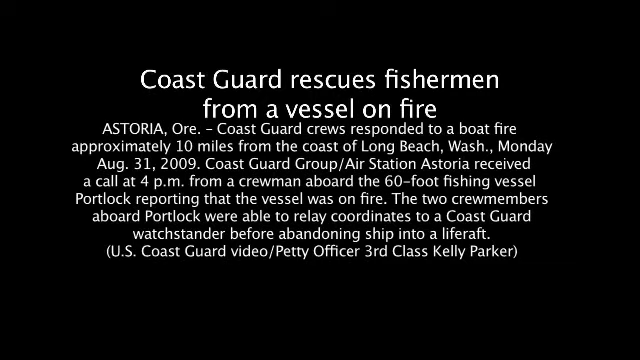 Coast Guard rescues fishermen
from a vessel on fire
ASTORIA, Ore. – Coast Guard crews responded to a boat fire
approximately 10 miles from the coast of Long Beach, Wash., Monday
Aug. 31, 2009. Coast Guard Group/Air Station Astoria received
a call at 4 p.m. from a crewman aboard the 60-foot fishing vessel
Portlock reporting that the vessel was on fire. The two crewmembers
aboard Portlock were able to relay coordinates to a Coast Guard
watchstander before abandoning ship into a liferaft.
(U.S. Coast Guard video/Petty Officer 3rd Class Kelly Parker)